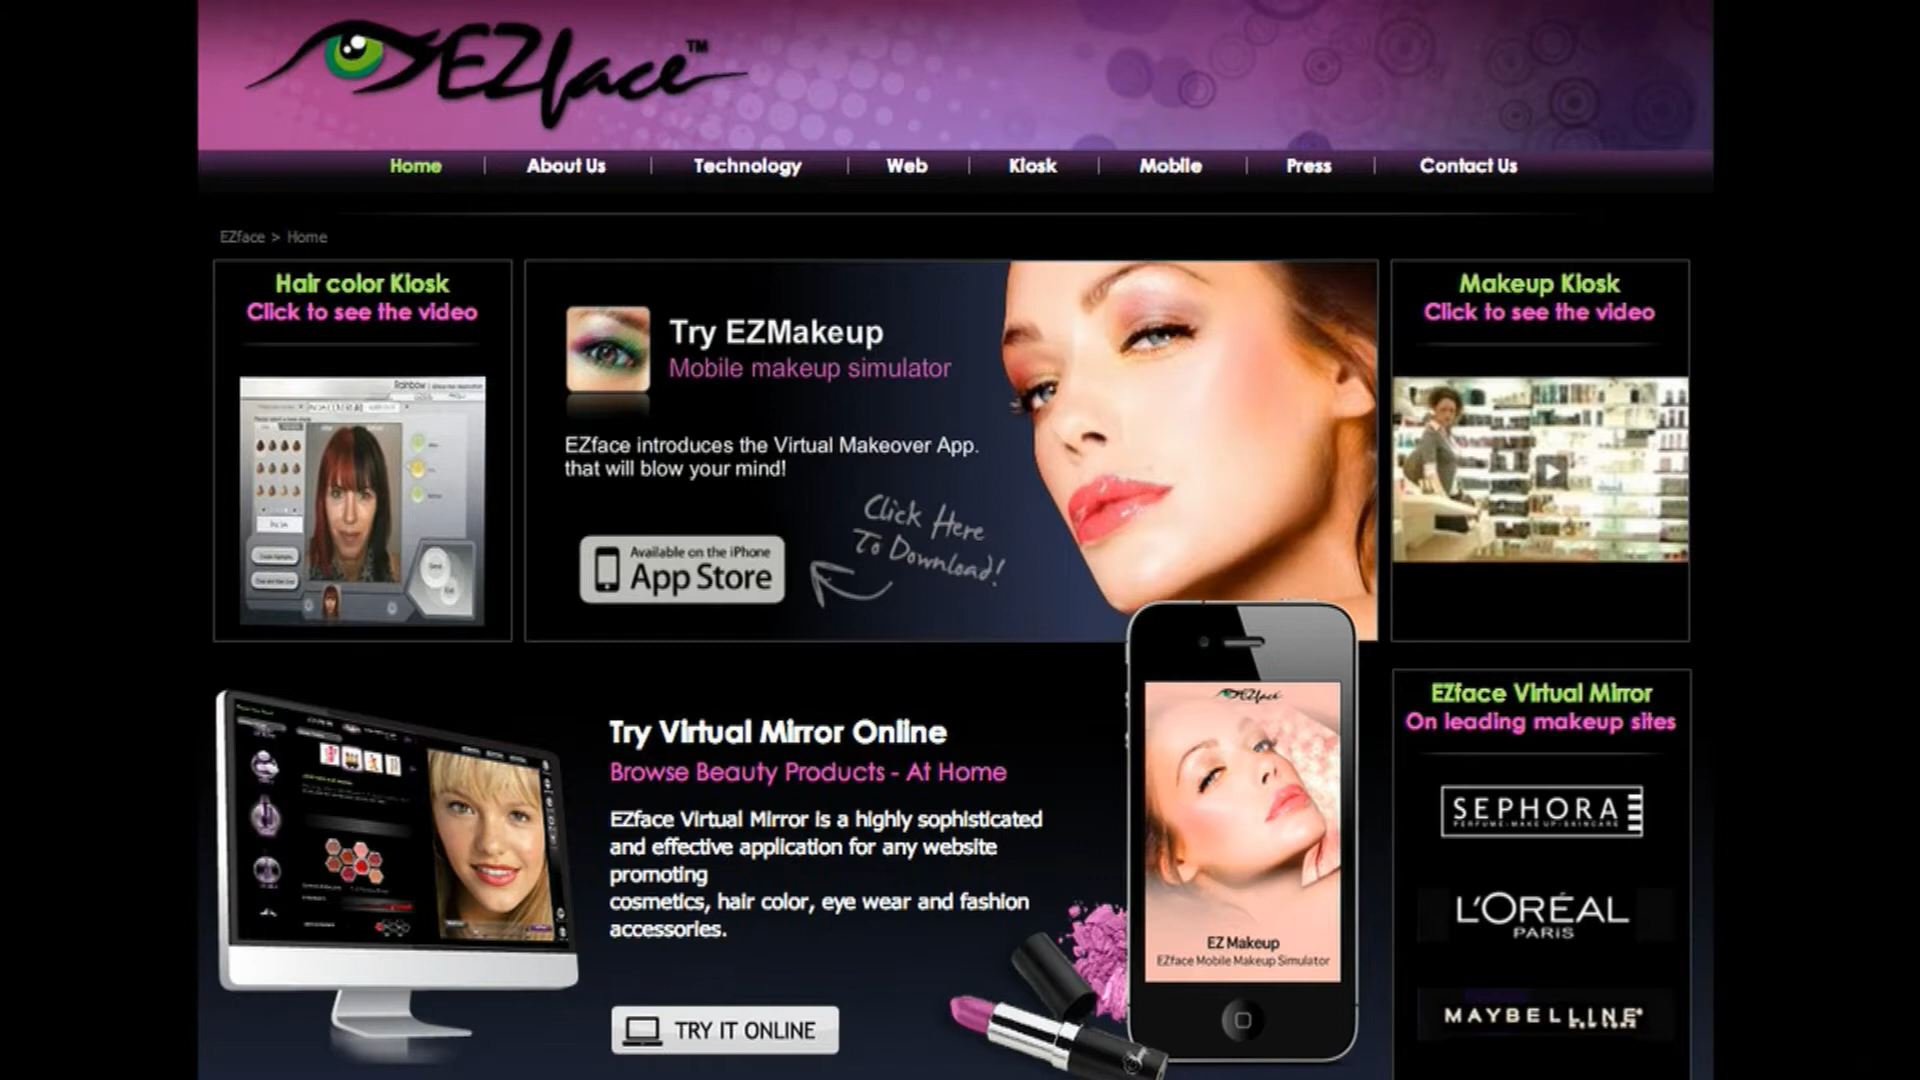 EZface™
Home | About Us | Technology | Web | Kiosk | Mobile | Press | Contact Us
EZface > Home
Hair color Kiosk
Click to see the video
Rainbow
Try EZMakeup
Mobile makeup simulator
EZface introduces the Virtual Makeover App.
that will blow your mind!
Click Here
To Download!
Available on the iPhone
App Store
Makeup Kiosk
Click to see the video
Try Virtual Mirror Online
Browse Beauty Products - At Home
EZface Virtual Mirror is a highly sophisticated
and effective application for any website
promoting
cosmetics, hair color, eye wear and fashion
accessories.
TRY IT ONLINE
EZface
EZ Makeup
EZface Mobile Makeup Simulator
EZface Virtual Mirror
On leading makeup sites
SEPHORA
PERFUME·MAKEUP·SKINCARE
L'ORÉAL
PARIS
MAYBELLINE